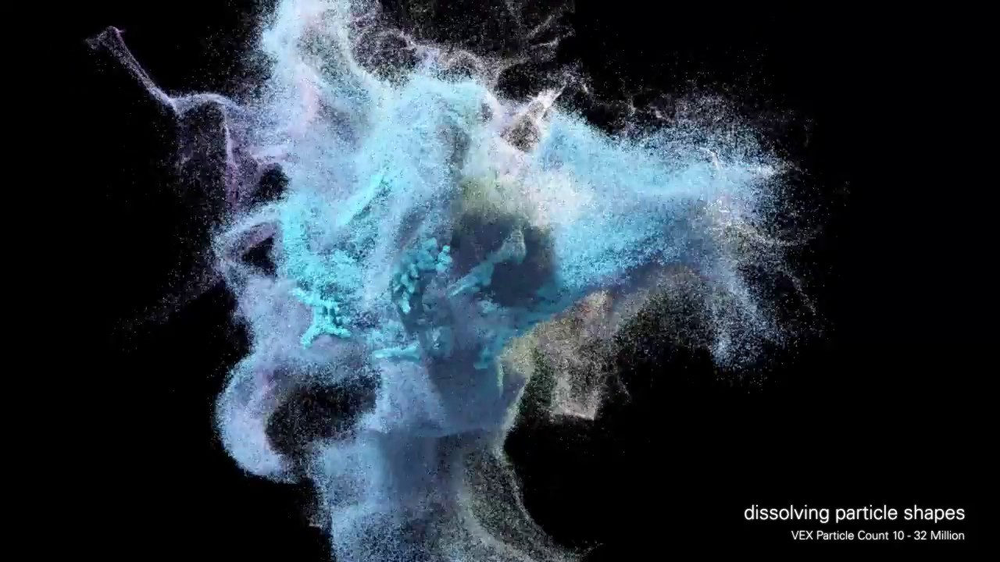 dissolving particle shapes
VEX Particle Count 10 - 32 Million